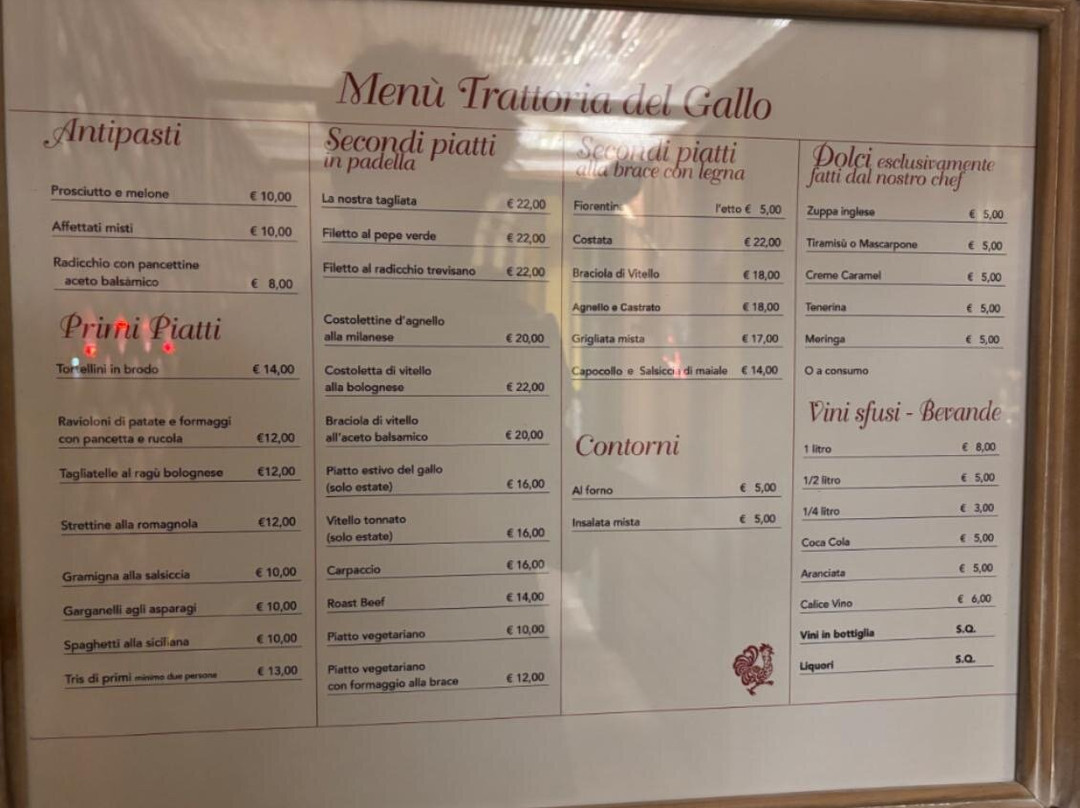 Menù Trattoria del Gallo
Antipasti
Prosciutto e melone € 10,00
Affettati misti € 10,00
Radicchio con pancettine
aceto balsamico € 8,00
Primi Piatti
Tortellini in brodo € 14,00
Ravioloni di patate e formaggi
con pancetta e rucola €12,00
Tagliatelle al ragù bolognese €12,00
Strettine alla romagnola €12,00
Gramigna alla salsiccia € 10,00
Garganelli agli asparagi € 10,00
Spaghetti alla siciliana € 10,00
Tris di primi minimo due persone € 13,00
Secondi piatti
in padella
La nostra tagliata € 22,00
Filetto al pepe verde € 22,00
Filetto al radicchio trevisano € 22,00
Costolettine d'agnello
alla milanese € 20,00
Costoletta di vitello
alla bolognese € 22,00
Braciola di vitello
all'aceto balsamico € 20,00
Piatto estivo del gallo
(solo estate) € 16,00
Vitello tonnato
(solo estate) € 16,00
Carpaccio € 16,00
Roast Beef € 14,00
Piatto vegetariano € 10,00
Piatto vegetariano
con formaggio alla brace € 12,00
Secondi piatti
alla brace con legna
Fiorentina l'etto € 5,00
Costata € 22,00
Braciola di Vitello € 18,00
Agnello e Castrato € 18,00
Grigliata mista € 17,00
Capocollo e Salsiccia di maiale € 14,00
Contorni
Al forno € 5,00
Insalata mista € 5,00
Dolci esclusivamente
fatti dal nostro chef
Zuppa inglese € 5,00
Tiramisù o Mascarpone € 5,00
Creme Caramel € 5,00
Tenerina € 5,00
Meringa € 5,00
O a consumo
Vini sfusi - Bevande
1 litro € 8,00
1/2 litro € 5,00
1/4 litro € 3,00
Coca Cola € 5,00
Aranciata € 5,00
Calice Vino € 6,00
Vini in bottiglia S.Q.
Liquori S.Q.